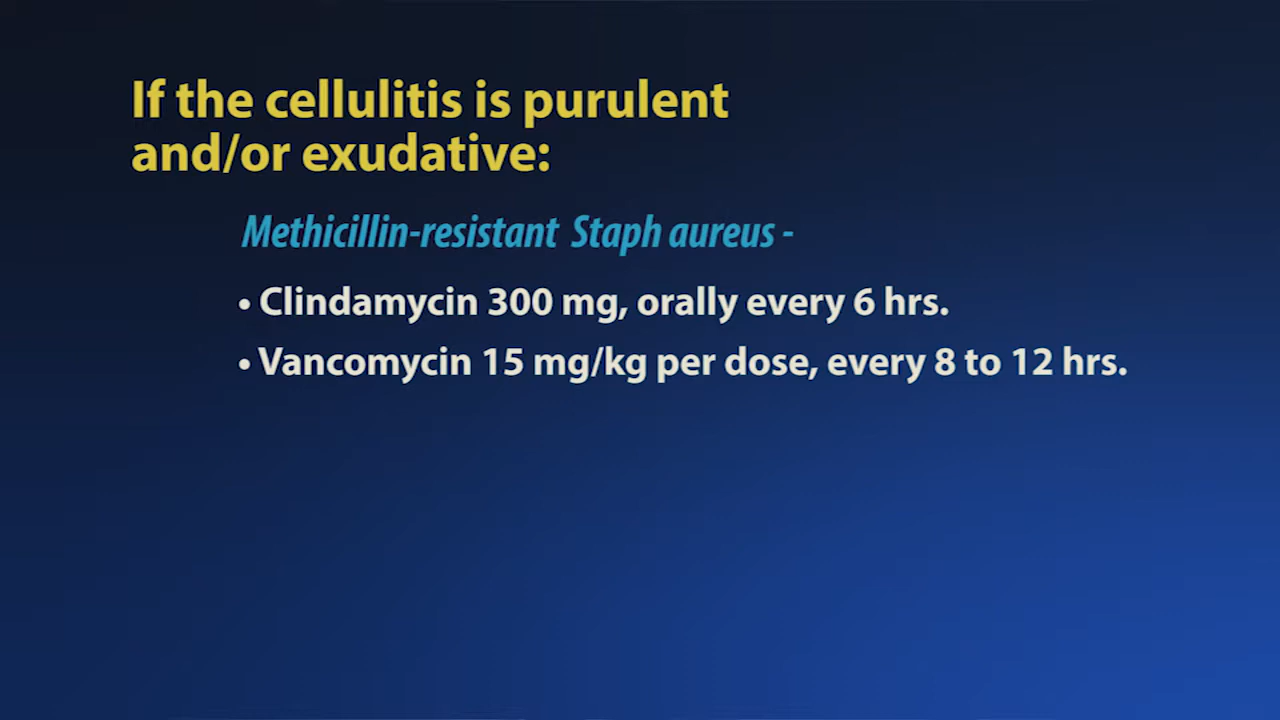 If the cellulitis is purulent
and/or exudative:
Methicillin-resistant Staph aureus -
• Clindamycin 300 mg, orally every 6 hrs.
• Vancomycin 15 mg/kg per dose, every 8 to 12 hrs.